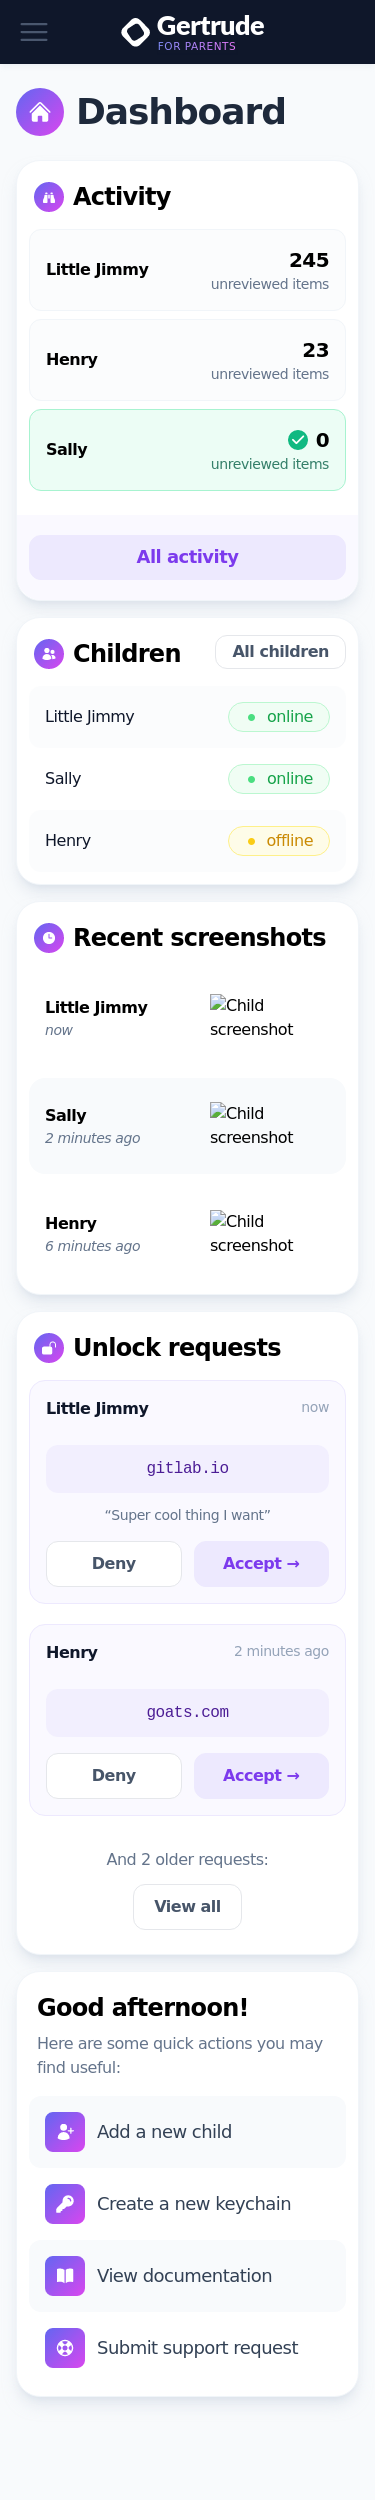 Gertrude
FOR PARENTS
Dashboard
Activity
Little Jimmy
245
unreviewed items
Henry
23
unreviewed items
Sally
0
unreviewed items
All activity
Children
All children
Little Jimmy
online
Sally
online
Henry
offline
Recent screenshots
Little Jimmy
now
Child
screenshot
Sally
2 minutes ago
Child
screenshot
Henry
6 minutes ago
Child
screenshot
Unlock requests
Little Jimmy
now
gitlab.io
“Super cool thing I want”
Deny
Accept →
Henry
2 minutes ago
goats.com
Deny
Accept →
And 2 older requests:
View all
Good afternoon!
Here are some quick actions you may
find useful:
Add a new child
Create a new keychain
View documentation
Submit support request